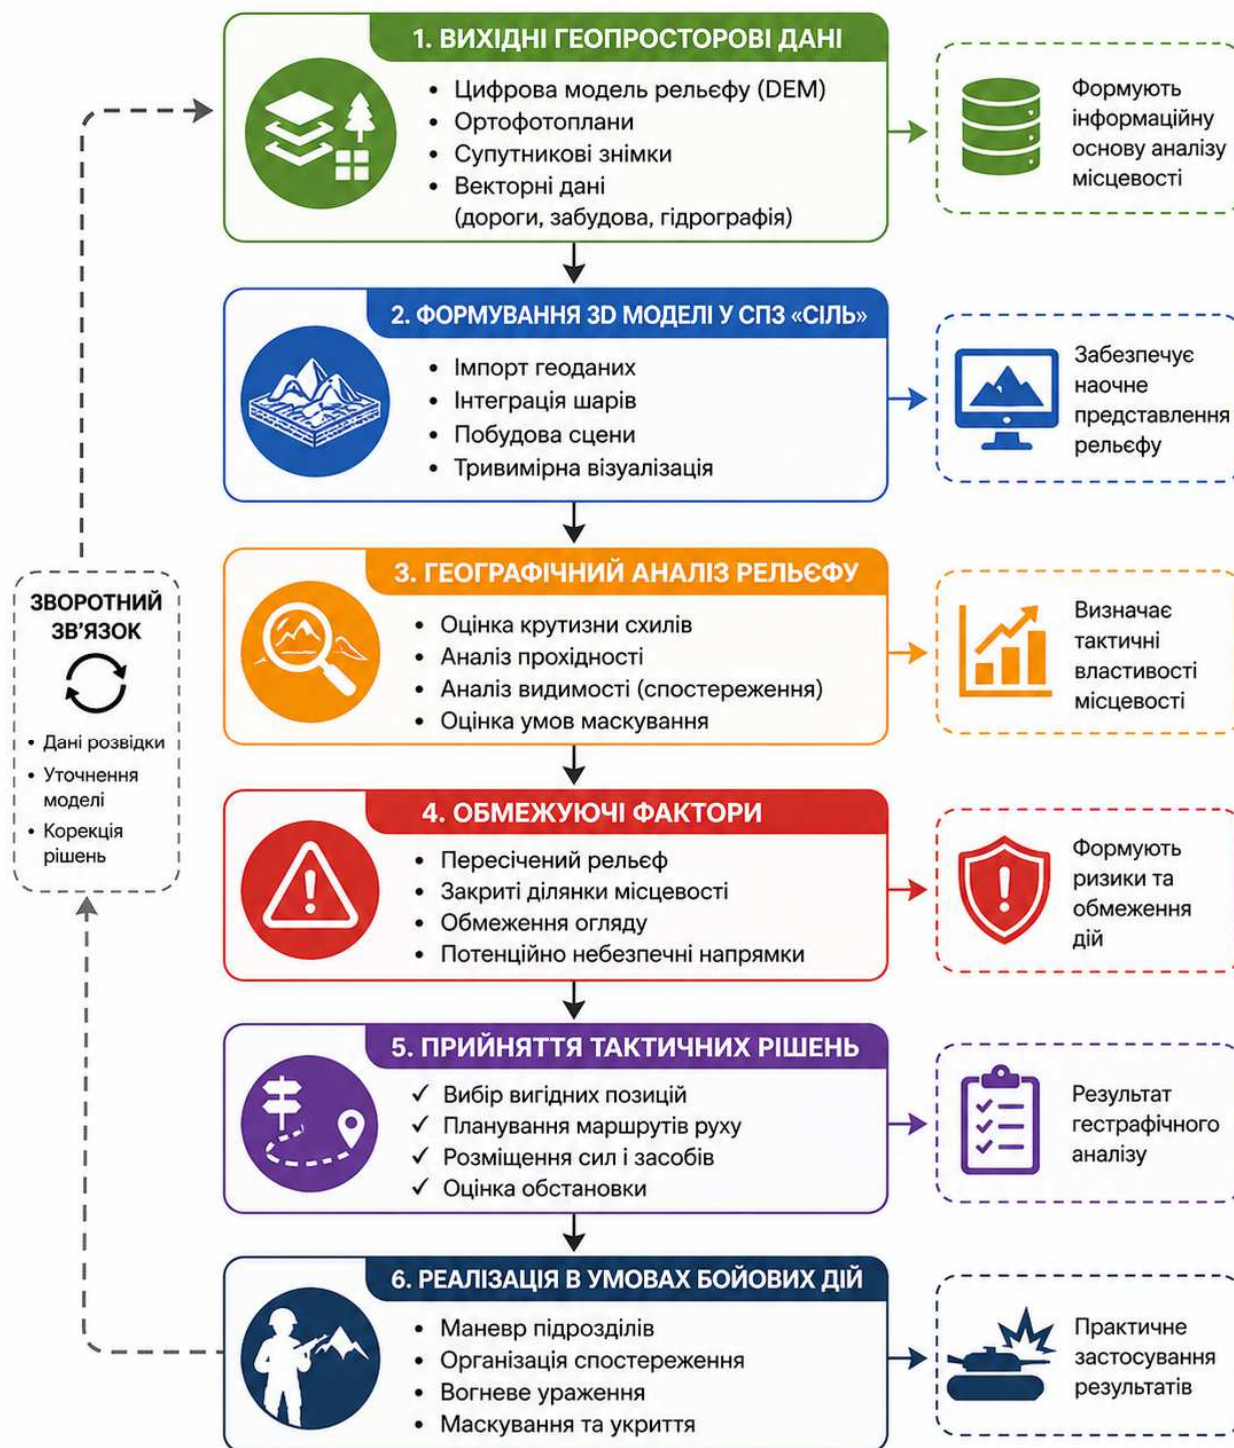 1. ВИХІДНІ ГЕОПРОСТОРОВІ ДАНІ
• Цифрова модель рельєфу (DEM)
• Ортофотоплани
• Супутникові знімки
• Векторні дані
(дороги, забудова, гідрографія)
Формують
інформаційну
основу аналізу
місцевості
2. ФОРМУВАННЯ 3D МОДЕЛІ У СПЗ «СІЛЬ»
• Імпорт геоданих
• Інтеграція шарів
• Побудова сцени
• Тривимірна візуалізація
Забезпечує
наочне
представлення
рельєфу
3. ГЕОГРАФІЧНИЙ АНАЛІЗ РЕЛЬЄФУ
• Оцінка крутизни схилів
• Аналіз прохідності
• Аналіз видимості (спостереження)
• Оцінка умов маскування
Визначає
тактичні
властивості
місцевості
ЗВОРОТНИЙ
ЗВ’ЯЗОК
• Дані розвідки
• Уточнення
моделі
• Корекція
рішень
4. ОБМЕЖУЮЧІ ФАКТОРИ
• Пересічений рельєф
• Закриті ділянки місцевості
• Обмеження огляду
• Потенційно небезпечні напрямки
Формують
ризики та
обмеження
дій
5. ПРИЙНЯТТЯ ТАКТИЧНИХ РІШЕНЬ
✓ Вибір вигідних позицій
✓ Планування маршрутів руху
✓ Розміщення сил і засобів
✓ Оцінка обстановки
Результат
гестрафічного
аналізу
6. РЕАЛІЗАЦІЯ В УМОВАХ БОЙОВИХ ДІЙ
• Маневр підрозділів
• Організація спостереження
• Вогневе ураження
• Маскування та укриття
Практичне
застосування
результатів